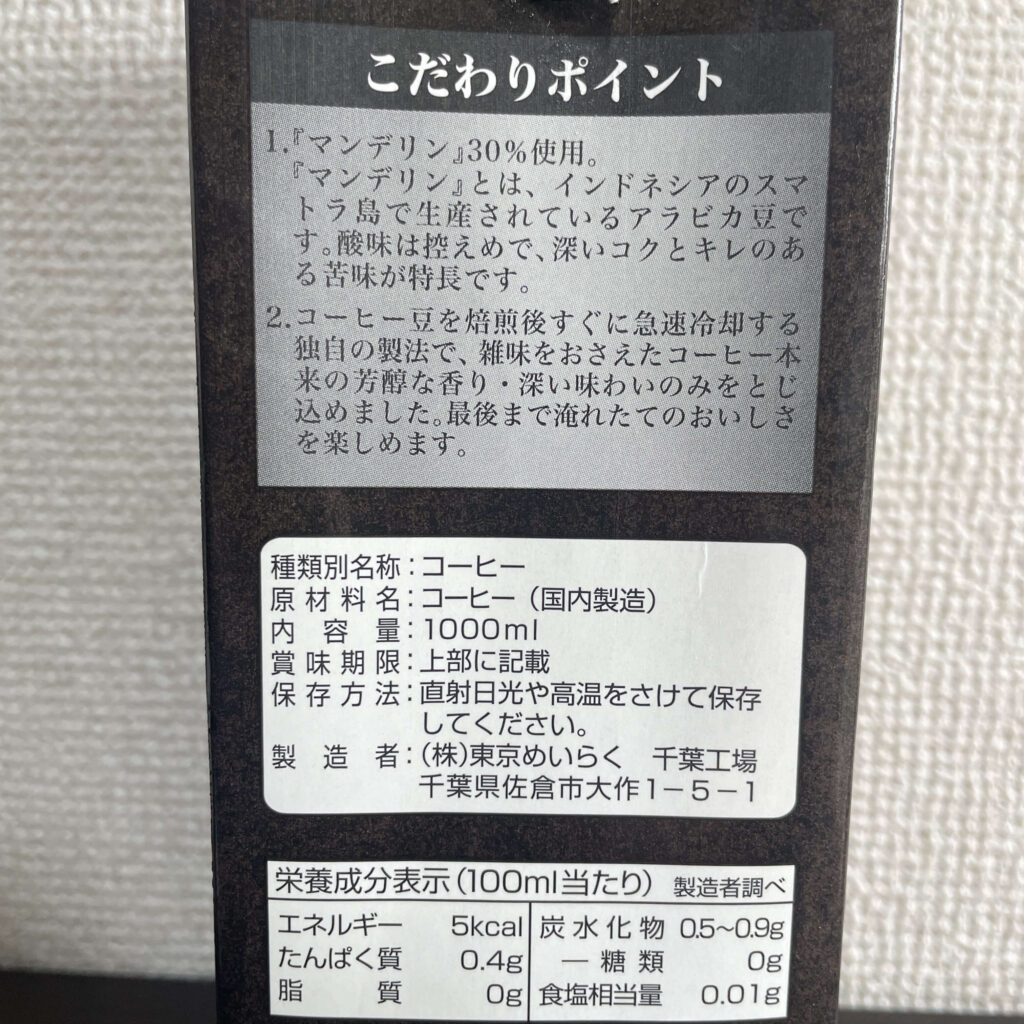 こだわりポイント
1.『マンデリン』30%使用。
『マンデリン』とは、インドネシアのスマ
トラ島で生産されているアラビカ豆で
す。酸味は控えめで、深いコクとキレのあ
る苦味が特長です。
2.コーヒー豆を焙煎後すぐに急速冷却する
独自の製法で、雑味をおさえたコーヒー本
来の芳醇な香り・深い味わいのみをとじ
込めました。最後まで淹れたてのおいしさ
を楽しめます。
種類別名称：コーヒー
原材料名：コーヒー（国内製造）
内容量：1000ml
賞味期限：上部に記載
保存方法：直射日光や高温をさけて保存
してください。
製造者：(株)東京めいらく 千葉工場
千葉県佐倉市大作1－5－1
栄養成分表示(100ml当たり) 製造者調べ
エネルギー 5kcal 炭水化物 0.5～0.9g
たんぱく質 0.4g －糖類 0g
脂質 0g 食塩相当量 0.01g